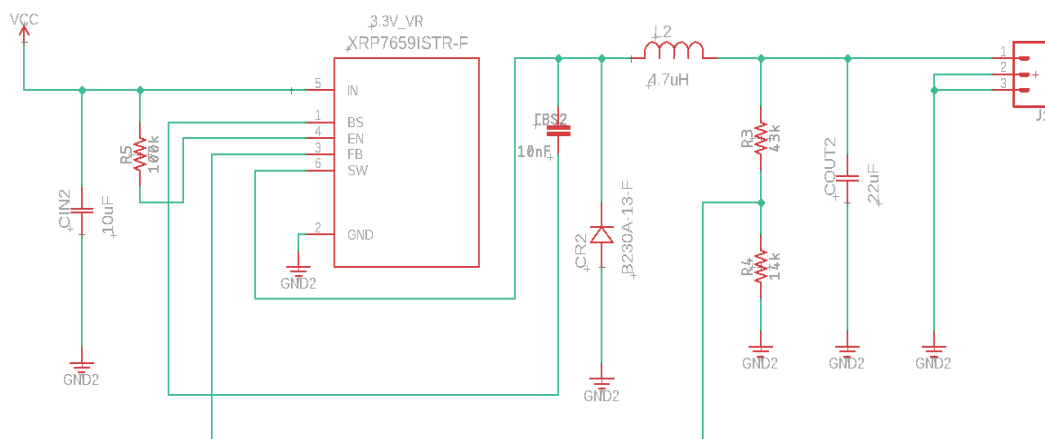 VCC
3.3V_VR
XRP7659ISTR-F
5 IN
1 BS
4 EN
3 FB
6 SW
2 GND
GND2
R5
100k
CIN2
10uF
GND2
CBS2
10nF
CR2
B230A-13-F
GND2
L2
4.7uH
R3
43k
R4
14k
GND2
COUT2
22uF
GND2
1
2
3
J1
GND2